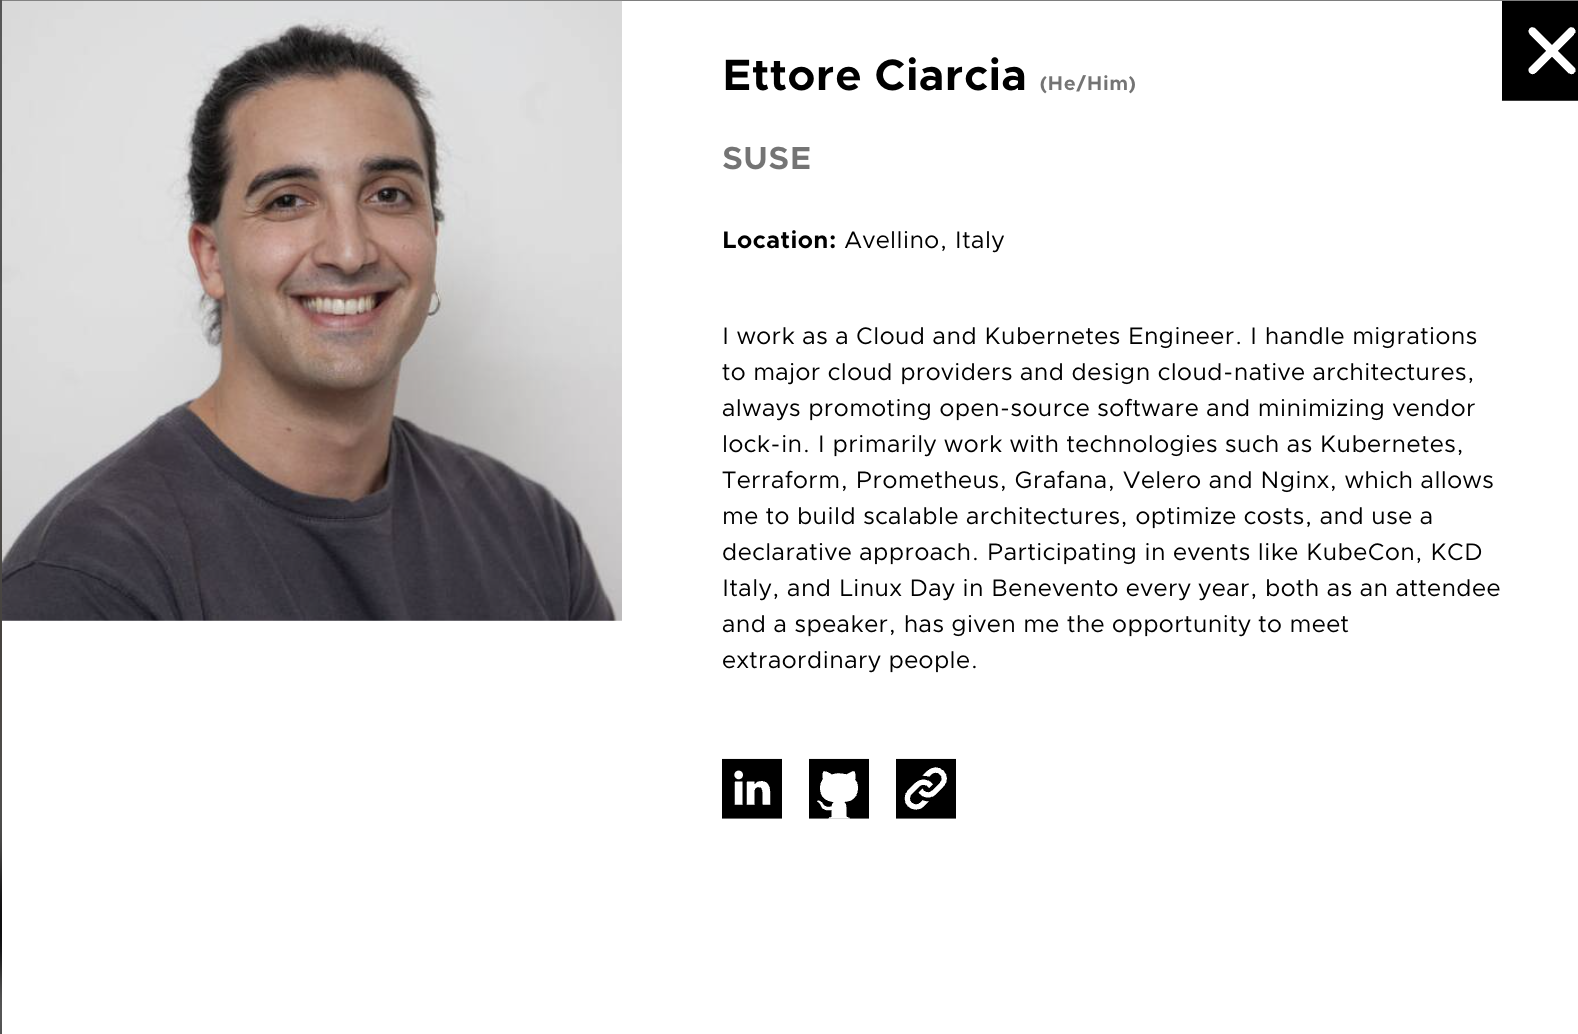 Ettore Ciarcia (He/Him)
SUSE
Location: Avellino, Italy
I work as a Cloud and Kubernetes Engineer. I handle migrations
to major cloud providers and design cloud-native architectures,
always promoting open-source software and minimizing vendor
lock-in. I primarily work with technologies such as Kubernetes,
Terraform, Prometheus, Grafana, Velero and Nginx, which allows
me to build scalable architectures, optimize costs, and use a
declarative approach. Participating in events like KubeCon, KCD
Italy, and Linux Day in Benevento every year, both as an attendee
and a speaker, has given me the opportunity to meet
extraordinary people.
in